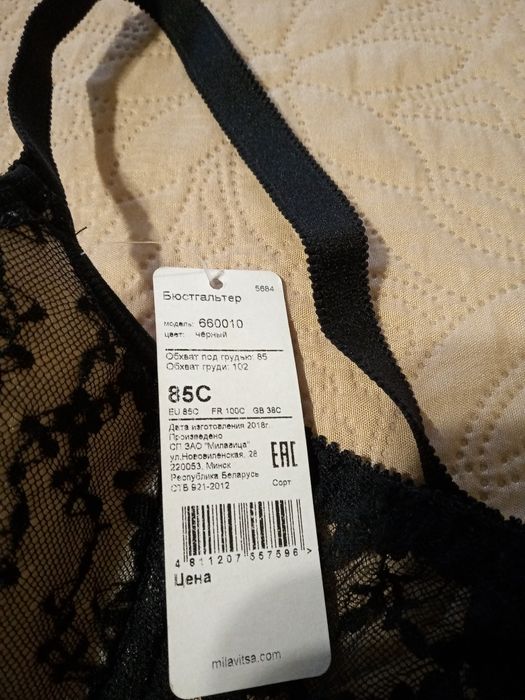 5684
Бюстгальтер
модель: 660010
цвет: черный
Обхват под грудью: 85
Обхват груди: 102
85C
EU 85C FR 100C GB 38C
Дата изготовления 2018г.
Произведено
СП ЗАО "Милавица"
ул.Нововиленская, 28
220053, Минск
Республика Беларусь
СТБ 921-2012
EAC
Сорт
4 811207 557596 >
Цена
milavitsa.com